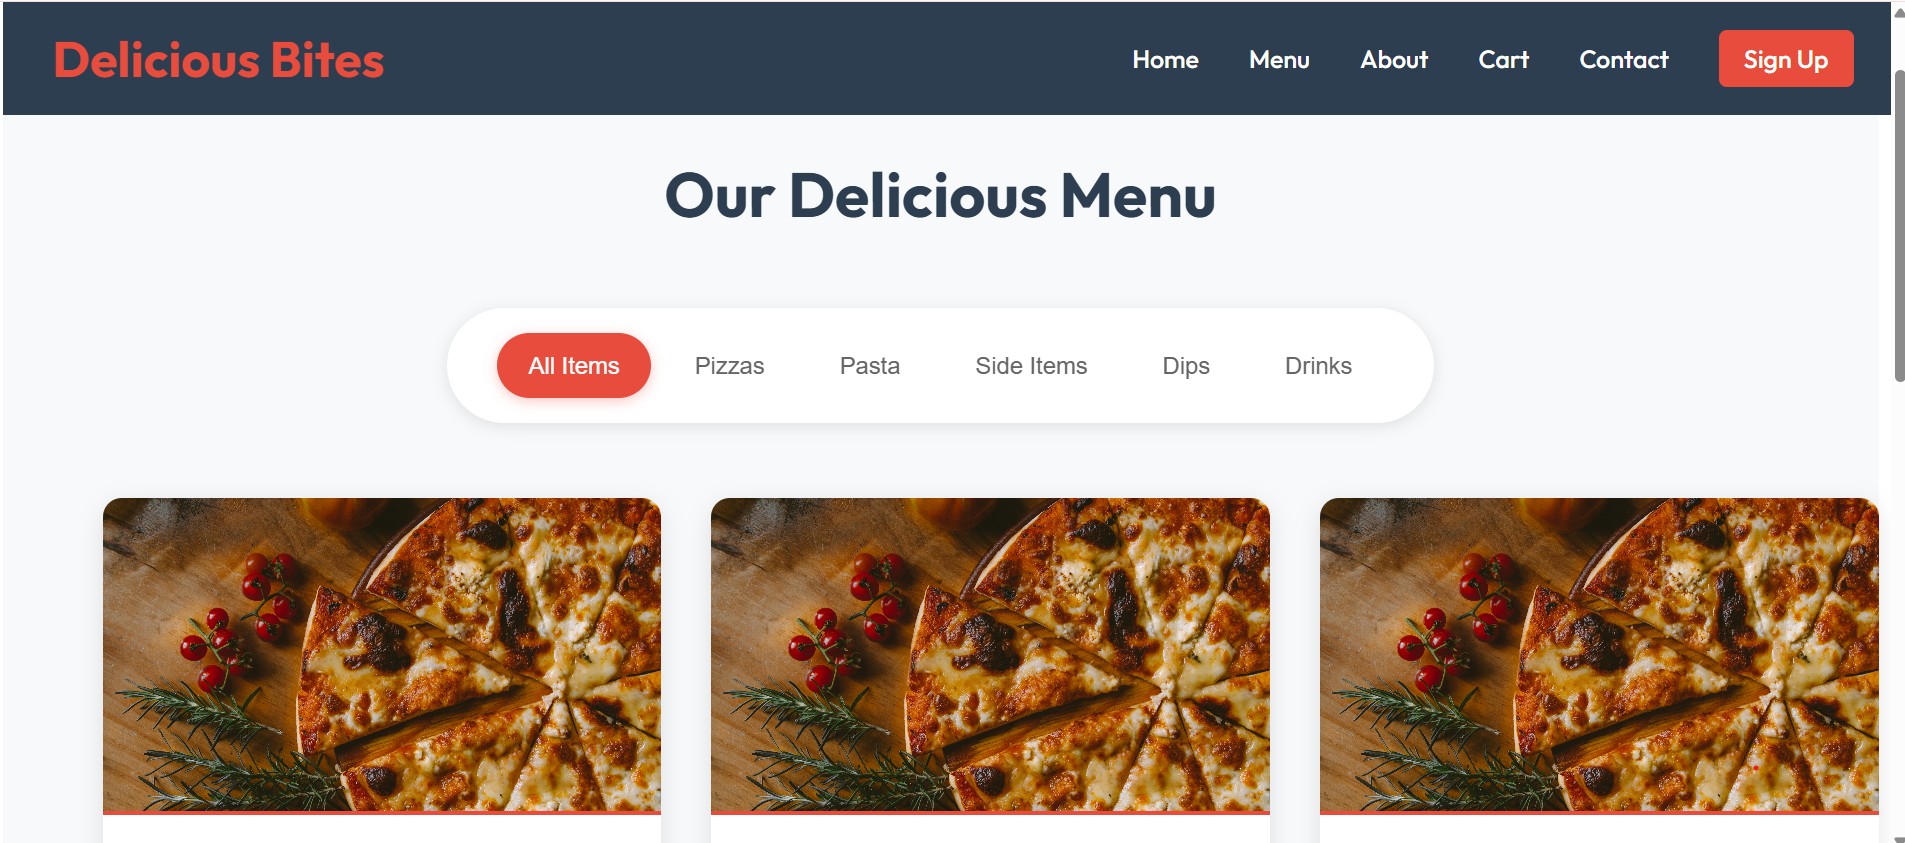 Delicious Bites
Home Menu About Cart Contact Sign Up
Our Delicious Menu
All Items Pizzas Pasta Side Items Dips Drinks